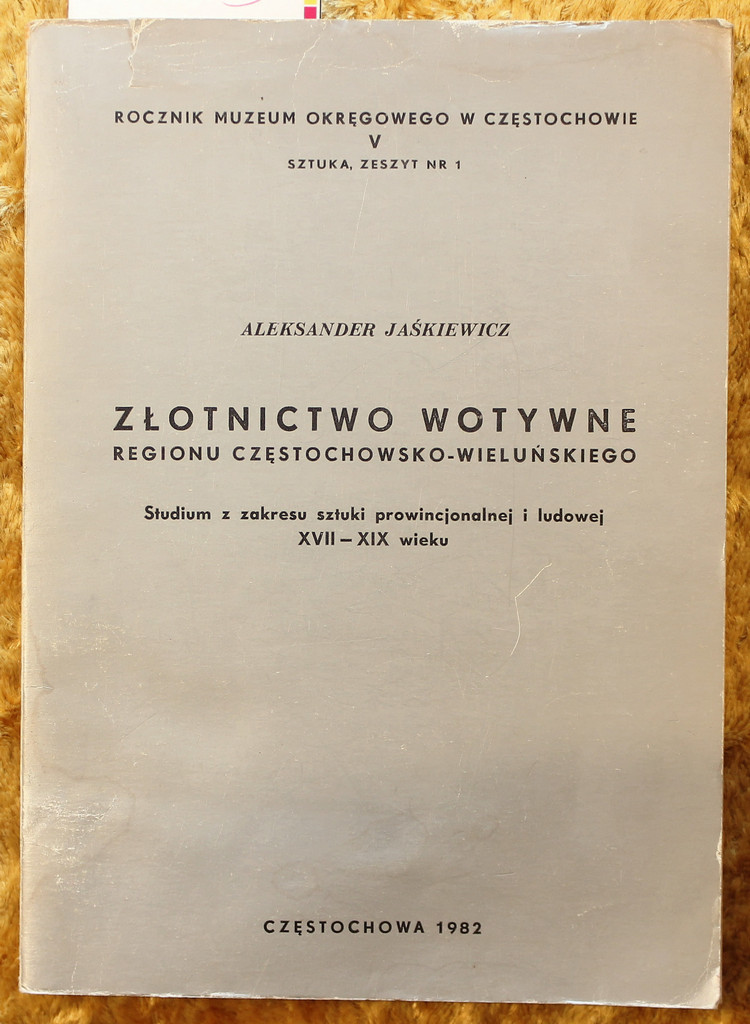 ROCZNIK MUZEUM OKRĘGOWEGO W CZĘSTOCHOWIE
V
SZTUKA, ZESZYT NR 1
ALEKSANDER JAŚKIEWICZ
ZŁOTNICTWO WOTYWNE
REGIONU CZĘSTOCHOWSKO-WIELUŃSKIEGO
Studium z zakresu sztuki prowincjonalnej i ludowej
XVII – XIX wieku
CZĘSTOCHOWA 1982